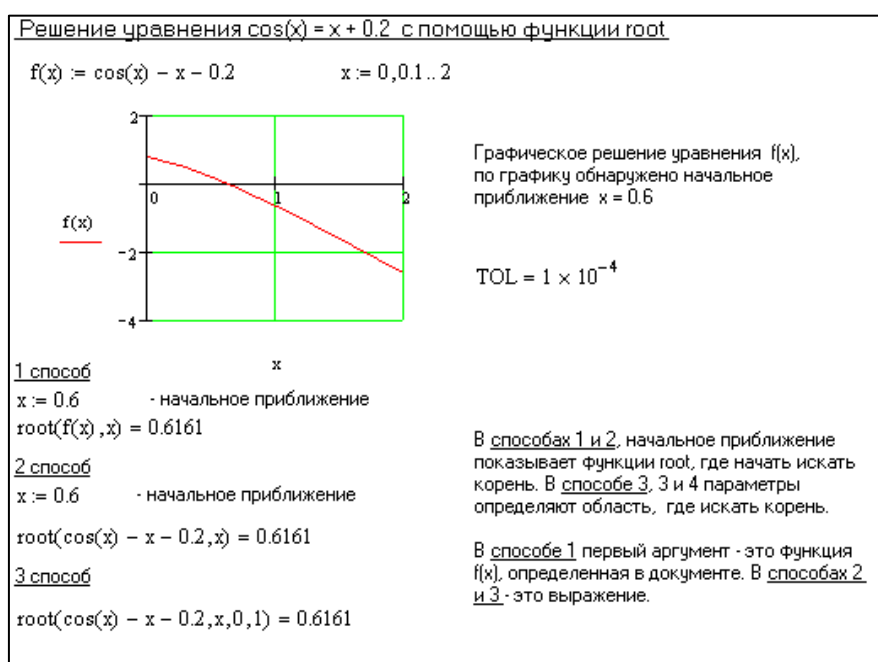 Решение уравнения cos(x) = x + 0.2 с помощью функции root
f(x) := cos(x) − x − 0.2
x := 0,0.1.. 2
2
0
1
2
f(x)
−2
−4
x
Графическое решение уравнения f(x),
по графику обнаружено начальное
приближение x = 0.6
TOL = 1 × 10⁻⁴
1 способ
x := 0.6 - начальное приближение
root(f(x),x) = 0.6161
2 способ
x := 0.6 - начальное приближение
root(cos(x) − x − 0.2,x) = 0.6161
3 способ
root(cos(x) − x − 0.2,x,0,1) = 0.6161
В способах 1 и 2, начальное приближение
показывает функции root, где начать искать
корень. В способе 3, 3 и 4 параметры
определяют область, где искать корень.
В способе 1 первый аргумент - это функция
f(x), определенная в документе. В способах 2
и 3 - это выражение.